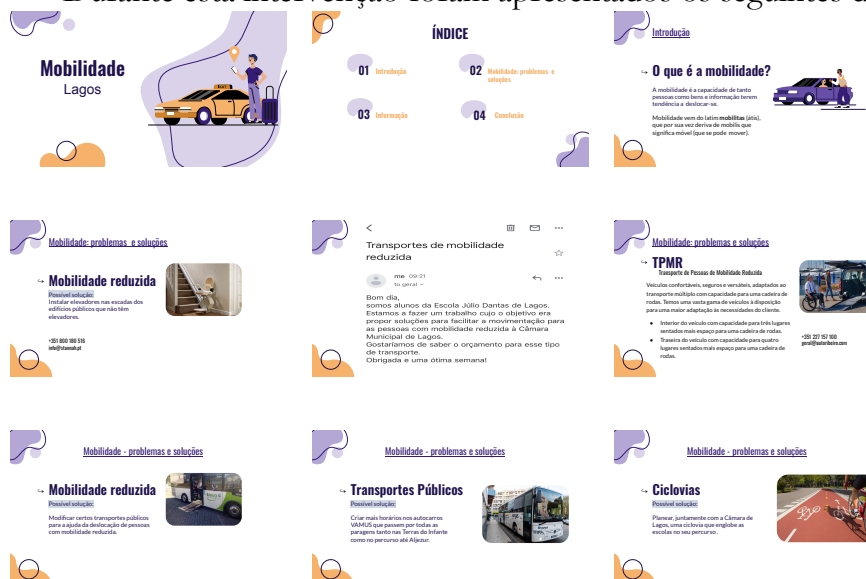 Durante esta intervenção foram apresentados os seguintes
Mobilidade
Lagos
ÍNDICE
01 Introdução
02 Mobilidade: problemas e
soluções
03 Informação
04 Conclusão
Introdução
O que é a mobilidade?
A mobilidade é a capacidade de tanto
pessoas como bens e informação terem
tendência a deslocar-se.
Mobilidade vem do latim mobilitas (átis),
que por sua vez deriva de mobilis que
significa móvel (que se pode mover).
Mobilidade: problemas e soluções
Mobilidade reduzida
Possível solução:
Instalar elevadores nas escadas dos
edifícios públicos que não têm
elevadores.
+351 800 180 516
info@stannah.pt
Transportes de mobilidade
reduzida
me 09:21
to geral
Bom dia,
somos alunos da Escola Júlio Dantas de Lagos.
Estamos a fazer um trabalho cujo o objetivo era
propor soluções para facilitar a movimentação para
as pessoas com mobilidade reduzida à Câmara
Municipal de Lagos.
Gostaríamos de saber o orçamento para esse tipo
de transporte.
Obrigada e uma ótima semana!
Mobilidade: problemas e soluções
TPMR
Transporte de Pessoas de Mobilidade Reduzida
Veículos confortáveis, seguros e versáteis, adaptados ao
transporte múltiplo com capacidade para uma cadeira de
rodas. Temos uma vasta gama de veículos à disposição
para uma maior adaptação às necessidades do cliente.
● Interior do veículo com capacidade para três lugares
sentados mais espaço para uma cadeira de rodas.
● Traseira do veículo com capacidade para quatro
lugares sentados mais espaço para uma cadeira de
rodas.
+351 227 157 100
geral@autoribeiro.com
Mobilidade - problemas e soluções
Mobilidade reduzida
Possível solução:
Modificar certos transportes públicos
para a ajuda da deslocação de pessoas
com mobilidade reduzida.
Mobilidade - problemas e soluções
Transportes Públicos
Possível solução:
Criar mais horários nos autocarros
VAMUS que passem por todas as
paragens tanto nas Terras do Infante
como no percurso até Aljezur.
Mobilidade - problemas e soluções
Ciclovias
Possível solução:
Planear, juntamente com a Câmara de
Lagos, uma ciclovia que englobe as
escolas no seu percurso.